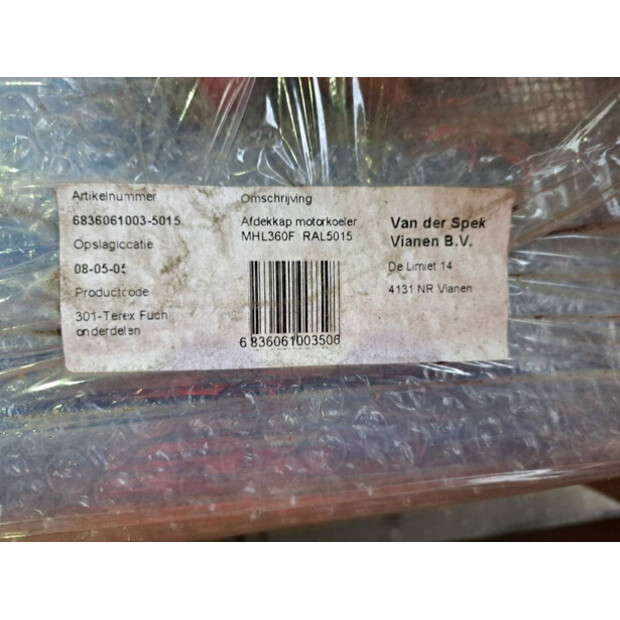 Artikelnummer
6836061003-5015
Opslaglocatie
08-05-05
Productcode
301-Terex Fuch
onderdelen
Omschrijving
Afdekkap motorkoeler
MHL360F RAL5015
6 836061 003506
Van der Spek
Vianen B.V.
De Limiet 14
4131 NR Vianen